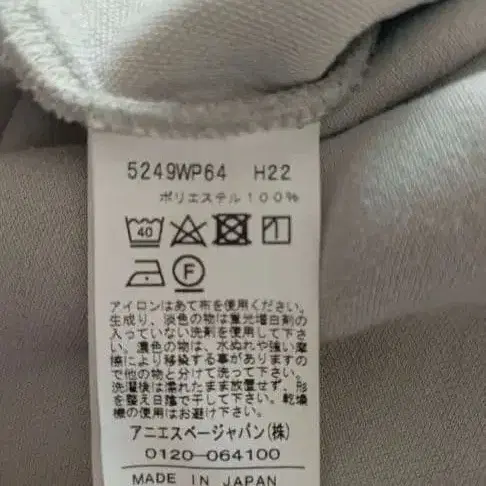 5249WP64 H22
ポリエステル100%
40
F
アイロンはあて布を使用ください。
生成り、淡色の物は蛍光増白剤の
入っていない洗剤を使用して下さ
い。濃色の物は、水ぬれや強い摩
擦により移染する事がありますの
で他の物と分けて洗って下さい。
洗濯後は濡れたまま放置せず、形
を整え日陰で干して下さい。乾燥
機の使用はお避け下さい。
アニエスベージャパン(株)
0120-064100
MADE IN JAPAN